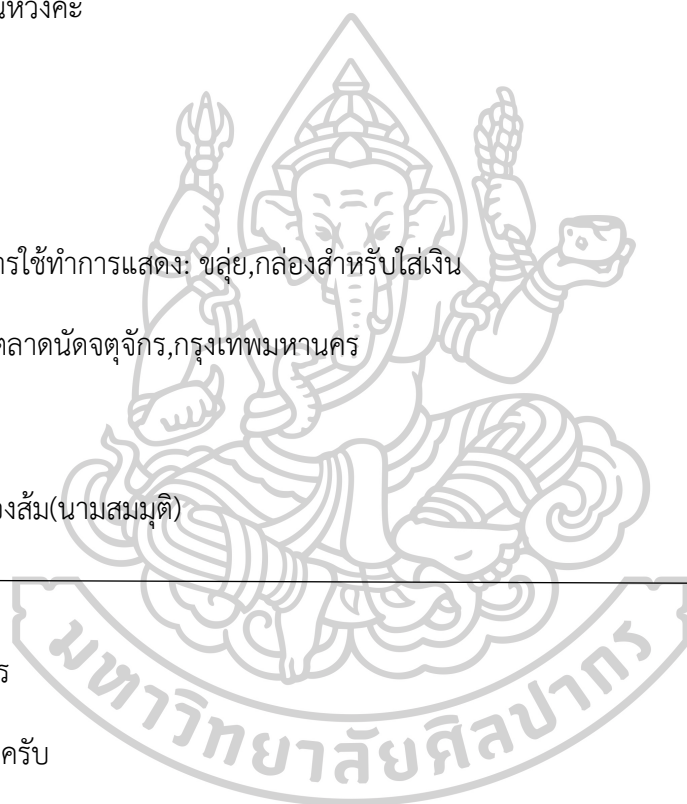 นห่วงค่ะ
ารใช้ทำการแสดง: ขลุ่ย,กล่องสำหรับใส่เงิน
ตลาดนัดจตุจักร,กรุงเทพมหานคร
องส้ม(นามสมมุติ)
ร
ครับ
มหาวิทยาลัยศิลปากร